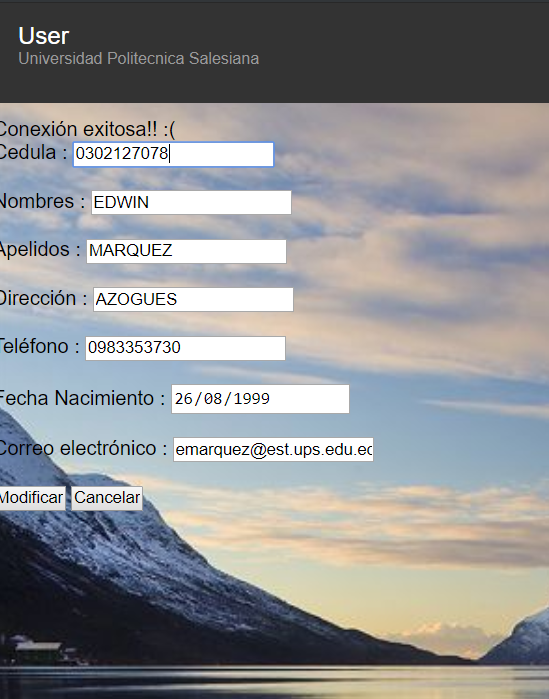 User
Universidad Politecnica Salesiana
Conexión exitosa!! :(
Cedula : 0302127078
Nombres : EDWIN
Apelidos : MARQUEZ
Dirección : AZOGUES
Teléfono : 0983353730
Fecha Nacimiento : 26/08/1999
Correo electrónico : emarquez@est.ups.edu.ec
Modificar Cancelar